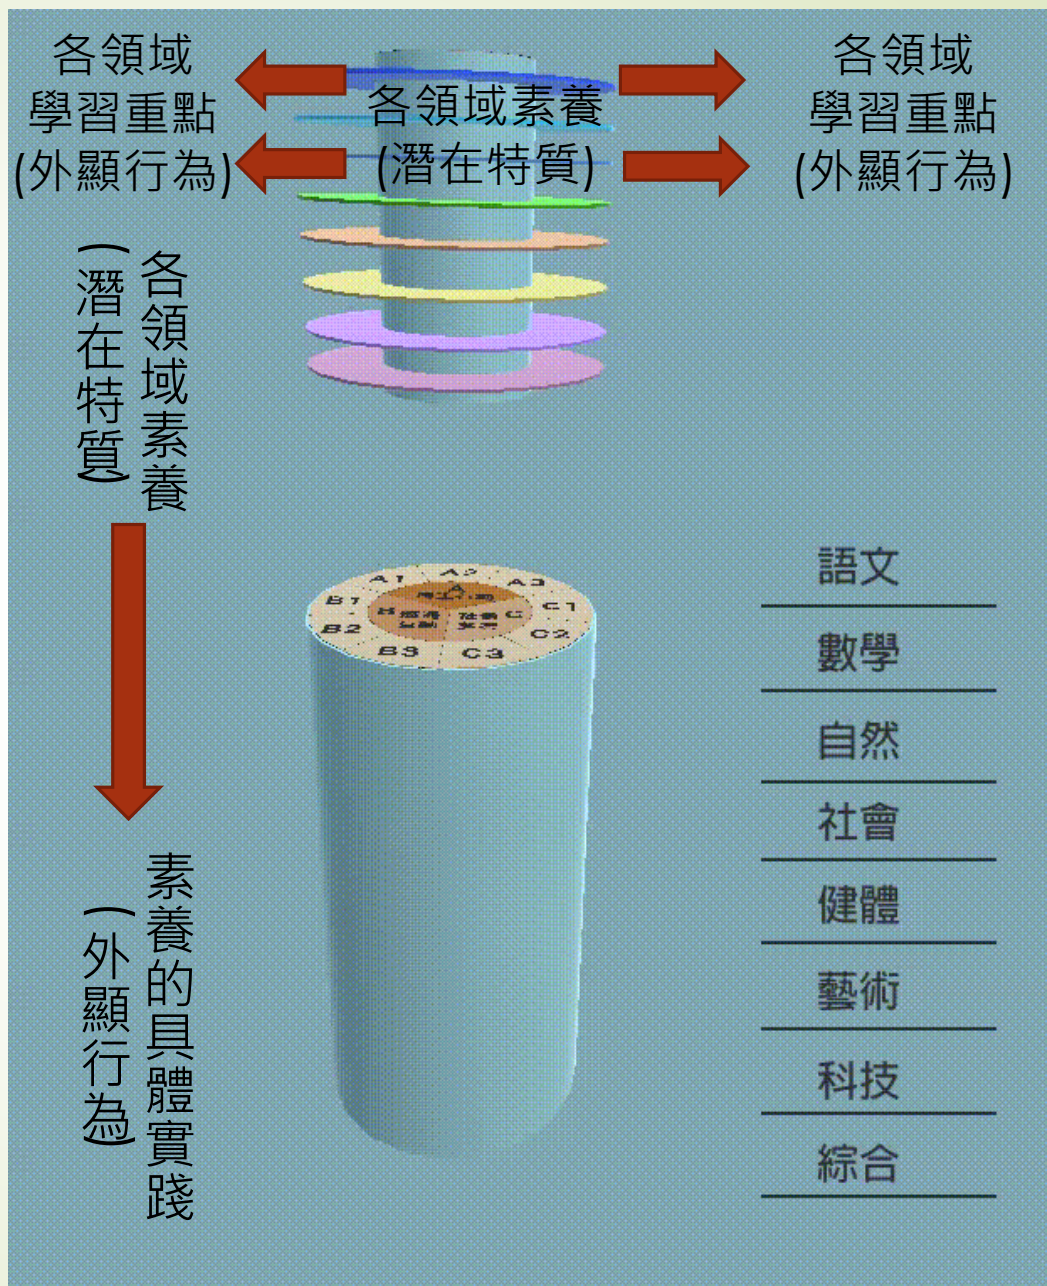 各領域
學習重點
(外顯行為)
各領域素養
(潛在特質)
各領域
學習重點
(外顯行為)
各領域素養
(潛在特質)
素養的具體實踐
(外顯行為)
A1
A2
A3
B1
B2
B3
C1
C2
C3
A
B
C
語文
數學
自然
社會
健體
藝術
科技
綜合